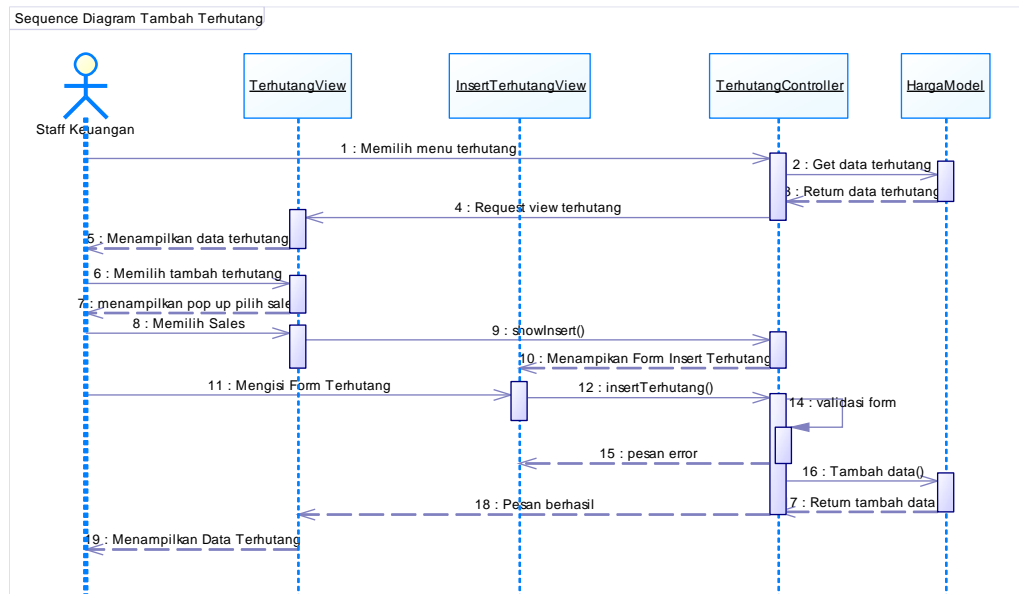 Sequence Diagram Tambah Terhutang
Staff Keuangan
TerhutangView
InsertTerhutangView
TerhutangController
HargaModel
1 : Memilih menu terhutang
2 : Get data terhutang
3 : Return data terhutang
4 : Request view terhutang
5 : Menampilkan data terhutang
6 : Memilih tambah terhutang
7 : menampilkan pop up pilih sale
8 : Memilih Sales
9 : showInsert()
10 : Menampikan Form Insert Terhutang
11 : Mengisi Form Terhutang
12 : insertTerhutang()
14 : validasi form
15 : pesan error
16 : Tambah data()
7 : Return tambah data
18 : Pesan berhasil
19 : Menampilkan Data Terhutang